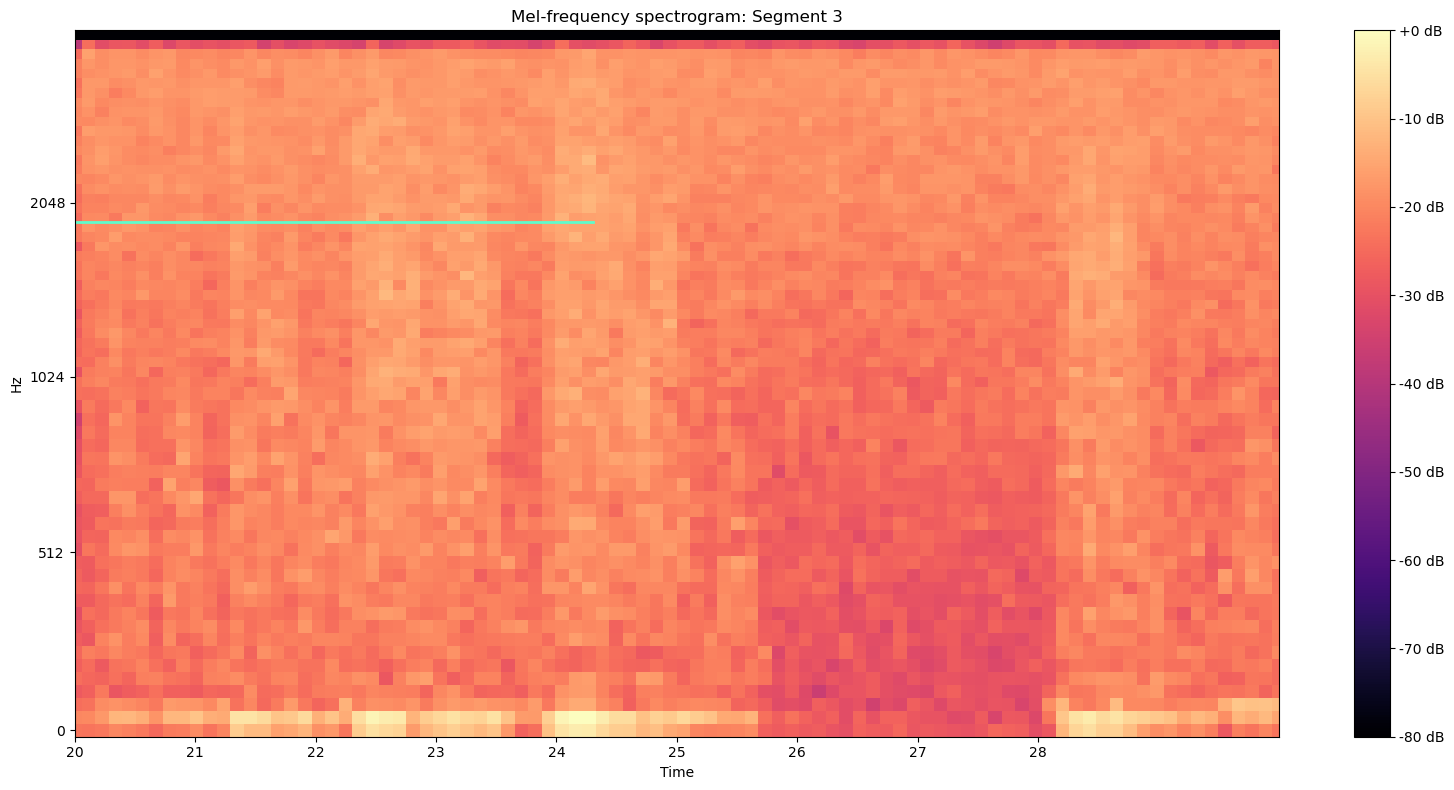 Mel-frequency spectrogram: Segment 3
Hz
2048
1024
512
0
20 21 22 23 24 25 26 27 28
Time
+0 dB
-10 dB
-20 dB
-30 dB
-40 dB
-50 dB
-60 dB
-70 dB
-80 dB